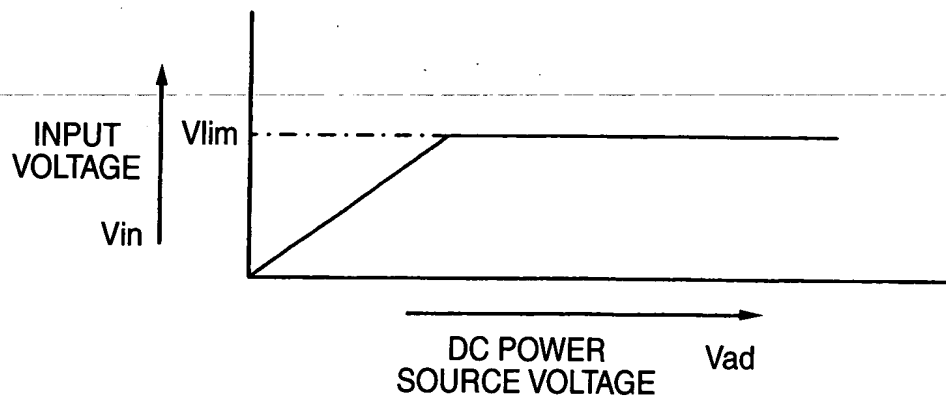 INPUT
VOLTAGE
Vlim
Vin
DC POWER
SOURCE VOLTAGE
Vad